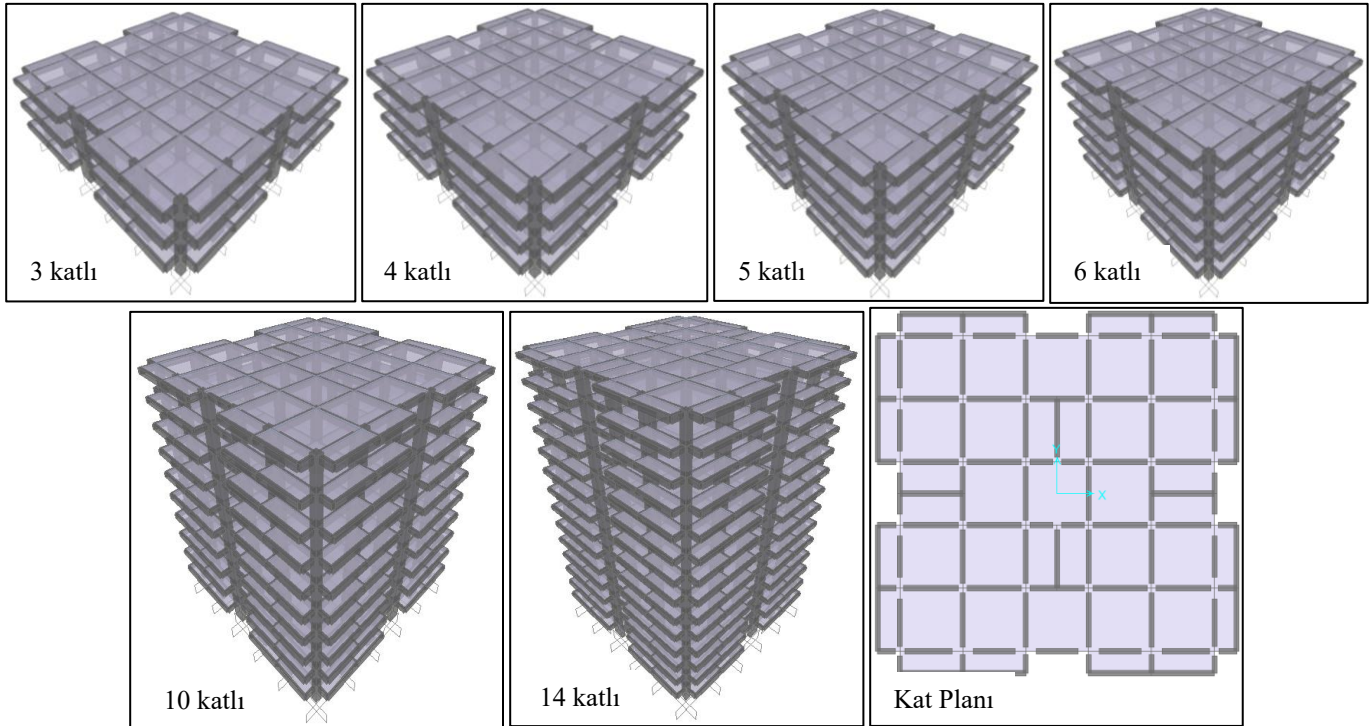 3 katlı
4 katlı
5 katlı
6 katlı
10 katlı
14 katlı
Y
X
Kat Planı